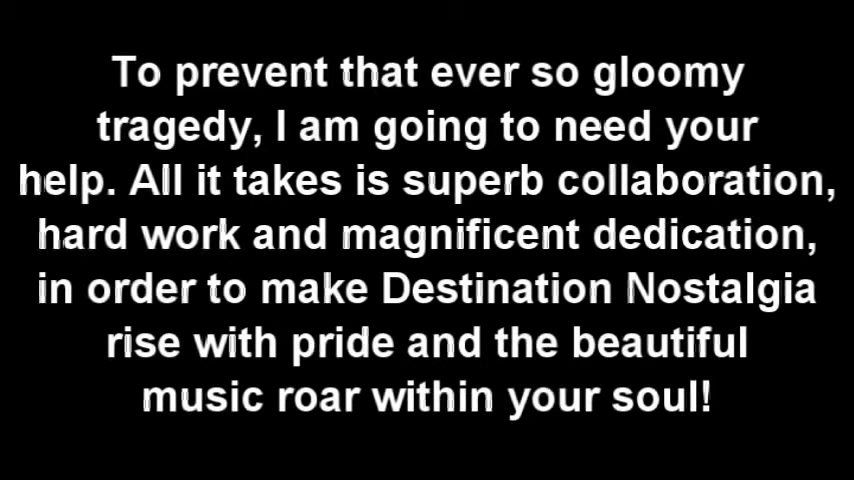 To prevent that ever so gloomy
tragedy, I am going to need your
help. All it takes is superb collaboration,
hard work and magnificent dedication,
in order to make Destination Nostalgia
rise with pride and the beautiful
music roar within your soul!